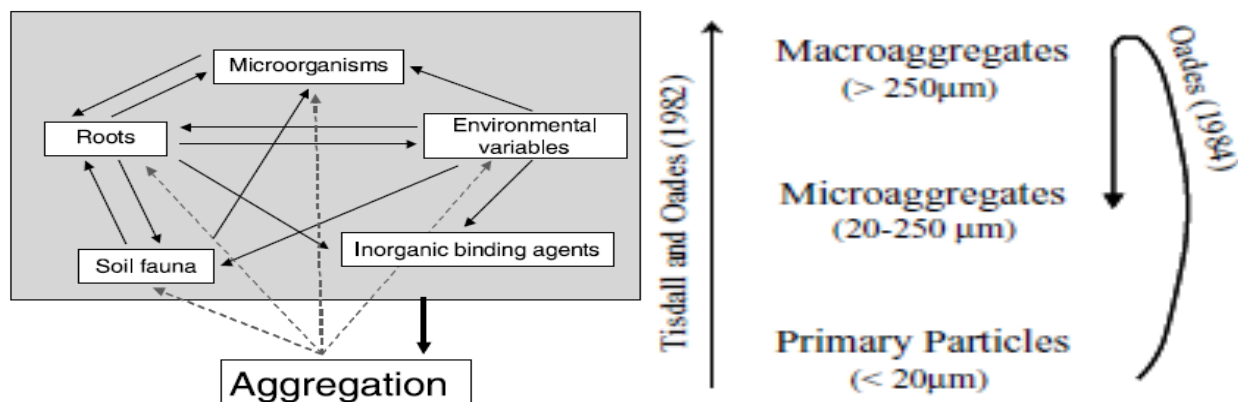 Microorganisms
Roots
Environmental
variables
Inorganic binding agents
Soil fauna
Aggregation
Tisdall and Oades (1982)
Macroaggregates
(> 250μm)
Microaggregates
(20-250 μm)
Primary Particles
(< 20μm)
Oades (1984)